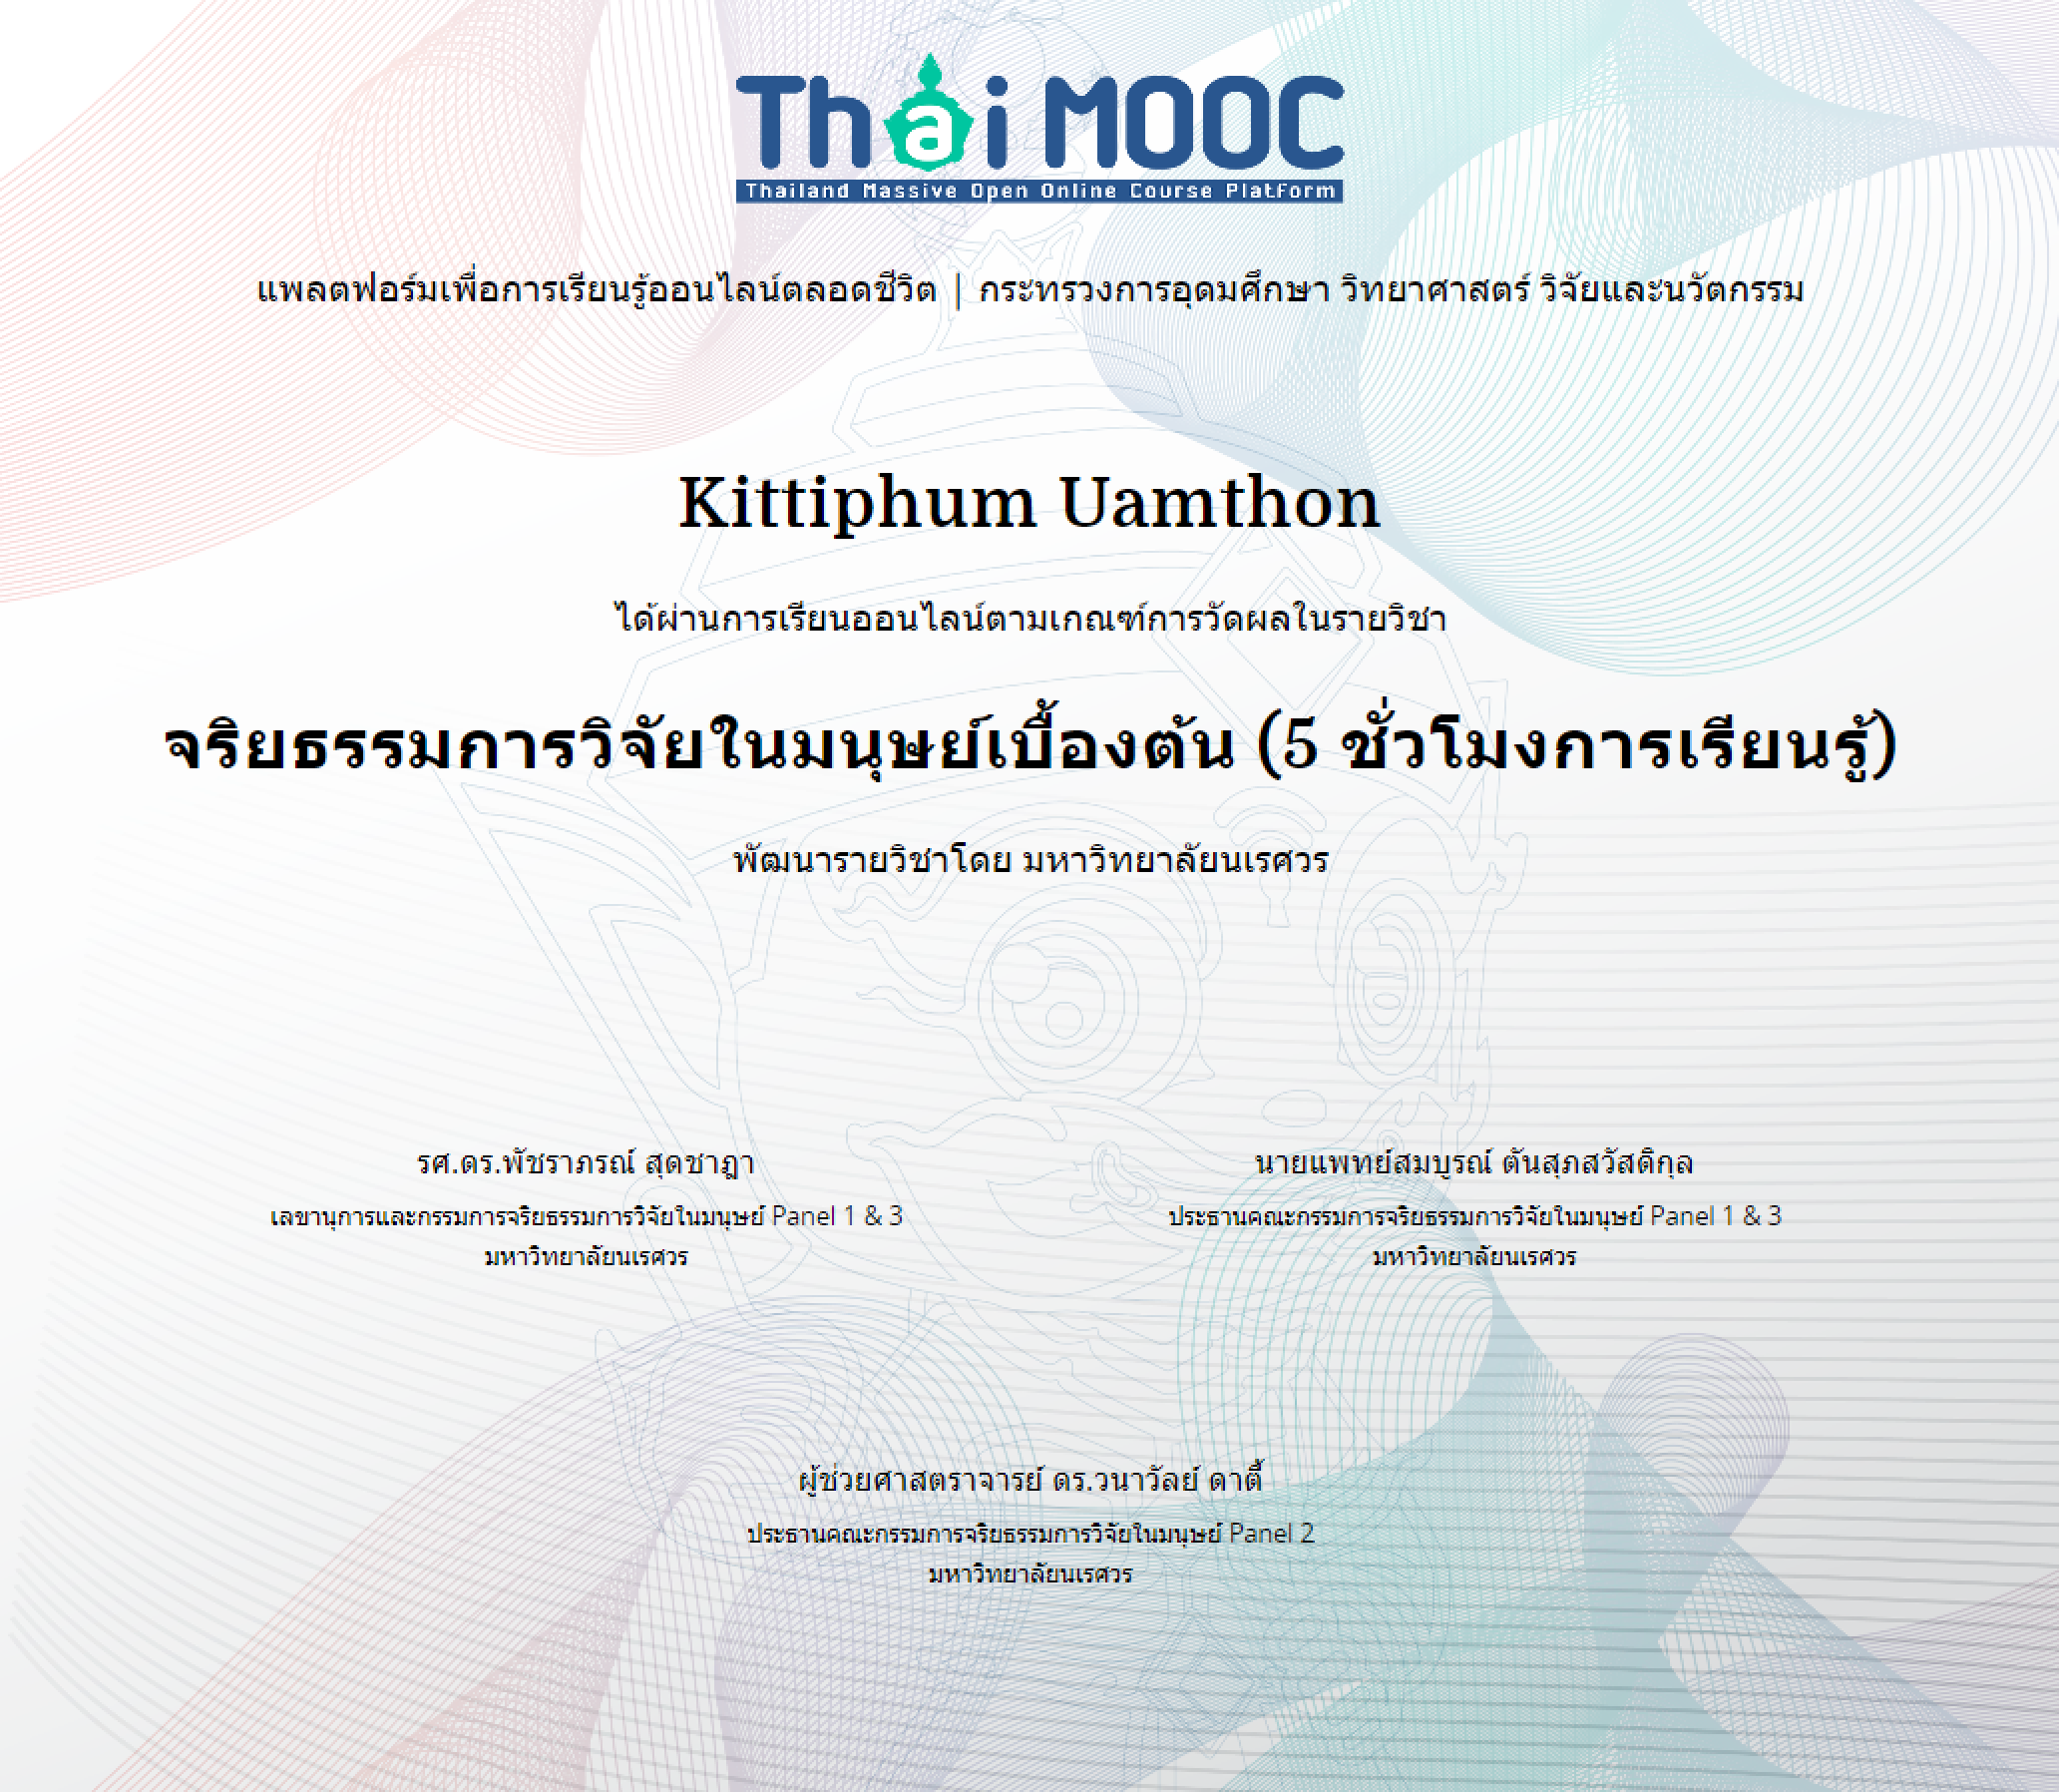 Thai MOOC
Thailand Massive Open Online Course Platform
แพลตฟอร์มเพื่อการเรียนรู้ออนไลน์ตลอดชีวิต | กระทรวงการอุดมศึกษา วิทยาศาสตร์ วิจัยและนวัตกรรม
Kittiphum Uamthon
ได้ผ่านการเรียนออนไลน์ตามเกณฑ์การวัดผลในรายวิชา
จริยธรรมการวิจัยในมนุษย์เบื้องต้น (5 ชั่วโมงการเรียนรู้)
พัฒนารายวิชาโดย มหาวิทยาลัยนเรศวร
รศ.ดร.พัชราภรณ์ สุดชาฎา
เลขานุการและกรรมการจริยธรรมการวิจัยในมนุษย์ Panel 1 & 3
มหาวิทยาลัยนเรศวร
นายแพทย์สมบูรณ์ ตันสุภสวัสดิกุล
ประธานคณะกรรมการจริยธรรมการวิจัยในมนุษย์ Panel 1 & 3
มหาวิทยาลัยนเรศวร
ผู้ช่วยศาสตราจารย์ ดร.วนาวัลย์ ดาตี้
ประธานคณะกรรมการจริยธรรมการวิจัยในมนุษย์ Panel 2
มหาวิทยาลัยนเรศวร